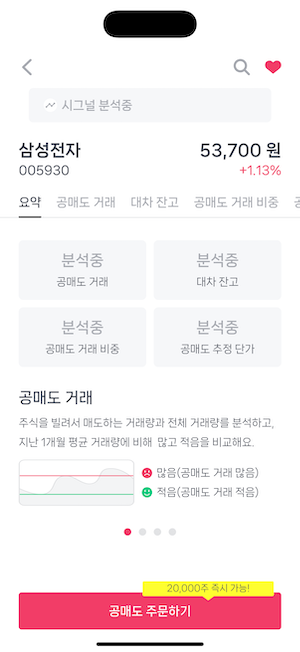 시그널 분석중
삼성전자 53,700 원
005930 +1.13%
요약 공매도 거래 대차 잔고 공매도 거래 비중 공
분석중 분석중
공매도 거래 대차 잔고
분석중 분석중
공매도 거래 비중 공매도 추정 단가
공매도 거래
주식을 빌려서 매도하는 거래량과 전체 거래량를 분석하고,
지난 1개월 평균 거래량에 비해 많고 적음을 비교해요.
많음(공매도 거래 많음)
적음(공매도 거래 적음)
20,000주 즉시 가능!
공매도 주문하기